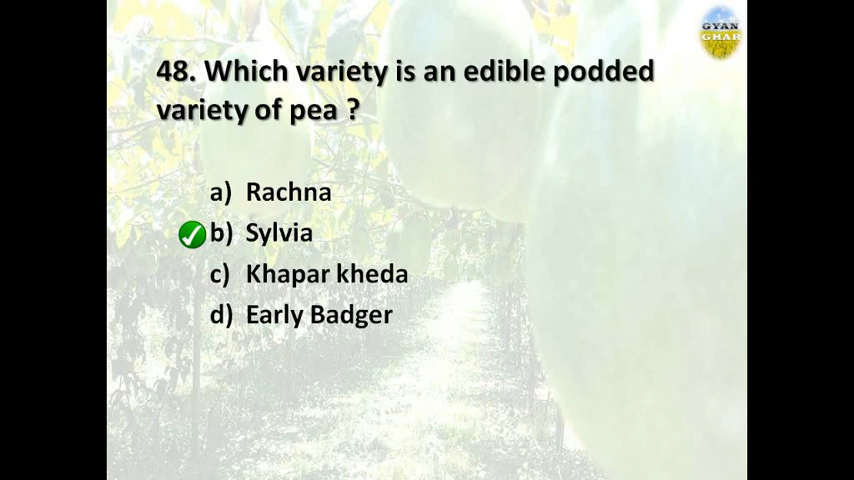 GYAN
GHAR
48. Which variety is an edible podded
variety of pea ?
a) Rachna
b) Sylvia
c) Khapar kheda
d) Early Badger